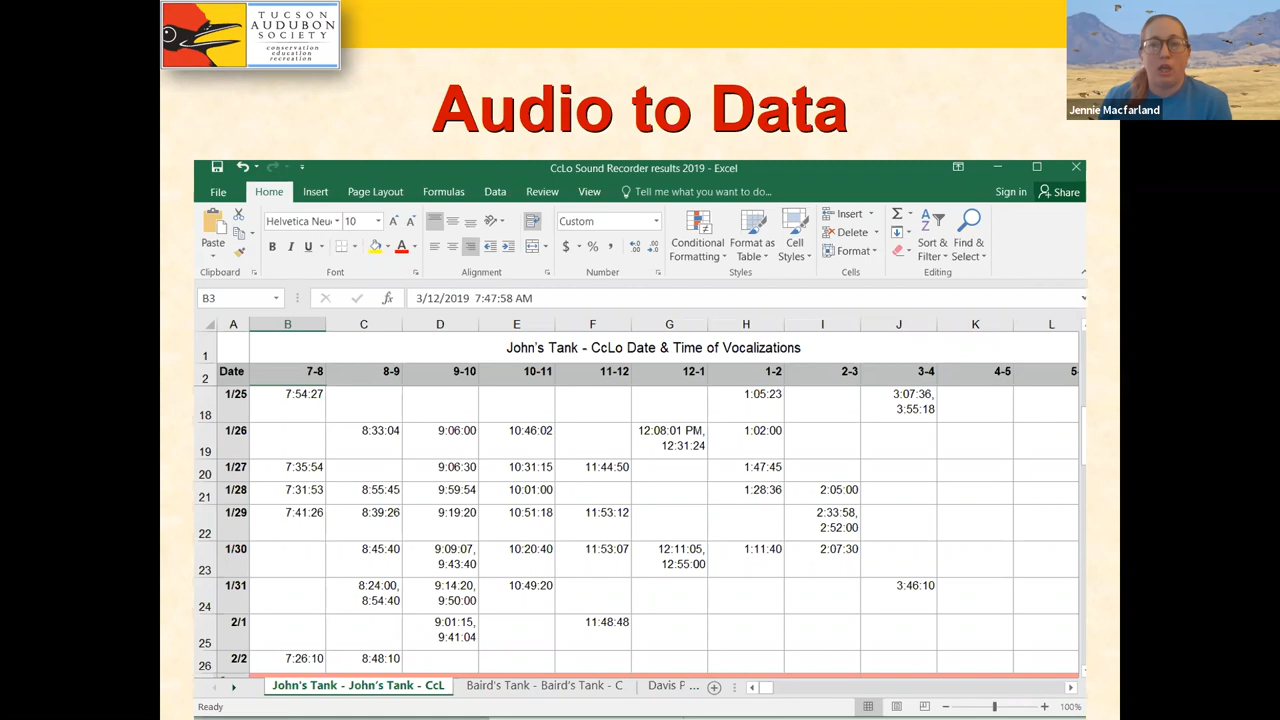 TUCSON
AUDUBON
SOCIETY
conservation
education
recreation
Jennie Macfarland
Audio to Data
CcLo Sound Recorder results 2019 - Excel
File Home Insert Page Layout Formulas Data Review View Tell me what you want to do... Sign in Share
Paste
Clipboard
Helvetica Neu 10
B I U A
Font
Alignment
Custom
$ % ,
Number
Conditional Formatting
Format as Table
Cell Styles
Styles
Insert
Delete
Format
Cells
Sort & Filter
Find & Select
Editing
B3 fx 3/12/2019 7:47:58 AM
A B C D E F G H I J K L
1 John's Tank - CcLo Date & Time of Vocalizations
2 Date 7-8 8-9 9-10 10-11 11-12 12-1 1-2 2-3 3-4 4-5 5-
18 1/25 7:54:27 1:05:23 3:07:36, 3:55:18
19 1/26 8:33:04 9:06:00 10:46:02 12:08:01 PM, 12:31:24 1:02:00
20 1/27 7:35:54 9:06:30 10:31:15 11:44:50 1:47:45
21 1/28 7:31:53 8:55:45 9:59:54 10:01:00 1:28:36 2:05:00
22 1/29 7:41:26 8:39:26 9:19:20 10:51:18 11:53:12 2:33:58, 2:52:00
23 1/30 8:45:40 9:09:07, 9:43:40 10:20:40 11:53:07 12:11:05, 12:55:00 1:11:40 2:07:30
24 1/31 8:24:00, 8:54:40 9:14:20, 9:50:00 10:49:20 3:46:10
25 2/1 9:01:15, 9:41:04 11:48:48
26 2/2 7:26:10 8:48:10
John's Tank - John's Tank - CcL Baird's Tank - Baird's Tank - C Davis P ...
Ready 100%